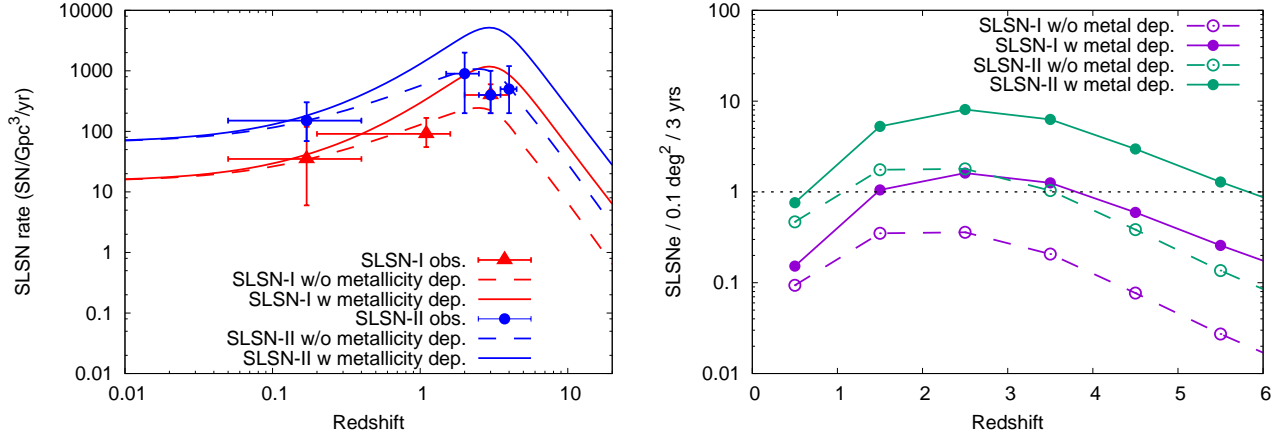 SLSN rate (SN/Gpc³/yr)
10000
1000
100
10
1
0.1
0.01
SLSN-I obs.
SLSN-I w/o metallicity dep.
SLSN-I w metallicity dep.
SLSN-II obs.
SLSN-II w/o metallicity dep.
SLSN-II w metallicity dep.
0.01 0.1 1 10
Redshift
SLSNe / 0.1 deg² / 3 yrs
100
10
1
0.1
0.01
SLSN-I w/o metal dep.
SLSN-I w metal dep.
SLSN-II w/o metal dep.
SLSN-II w metal dep.
0 1 2 3 4 5 6
Redshift